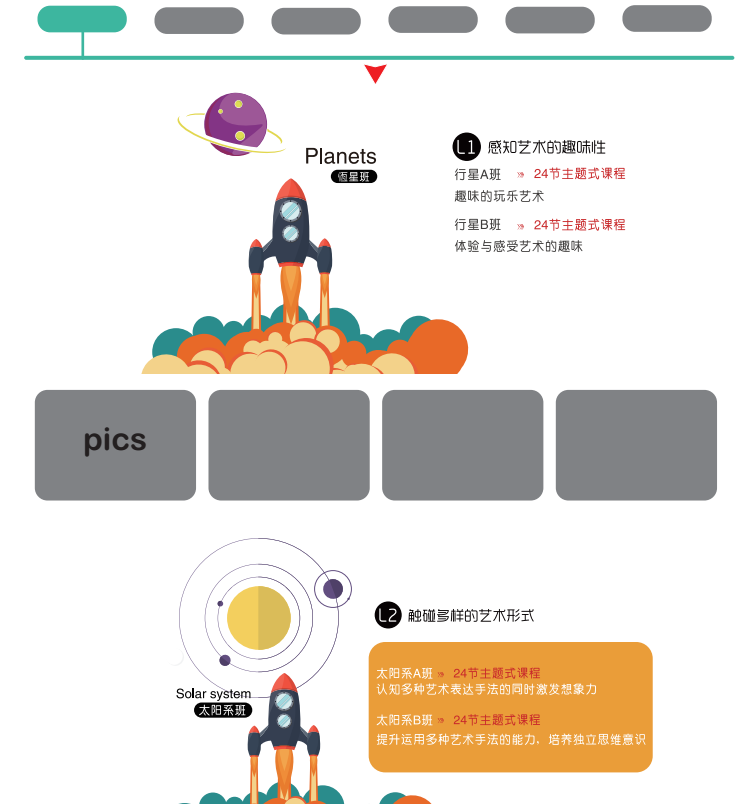 Planets
恆星班
L1 感知艺术的趣味性
行星A班 » 24节主题式课程
趣味的玩乐艺术
行星B班 » 24节主题式课程
体验与感受艺术的趣味
pics
L2 触碰多样的艺术形式
Solar system
太阳系班
太阳系A班 » 24节主题式课程
认知多种艺术表达手法的同时激发想象力
太阳系B班 » 24节主题式课程
提升运用多种艺术手法的能力，培养独立思维意识